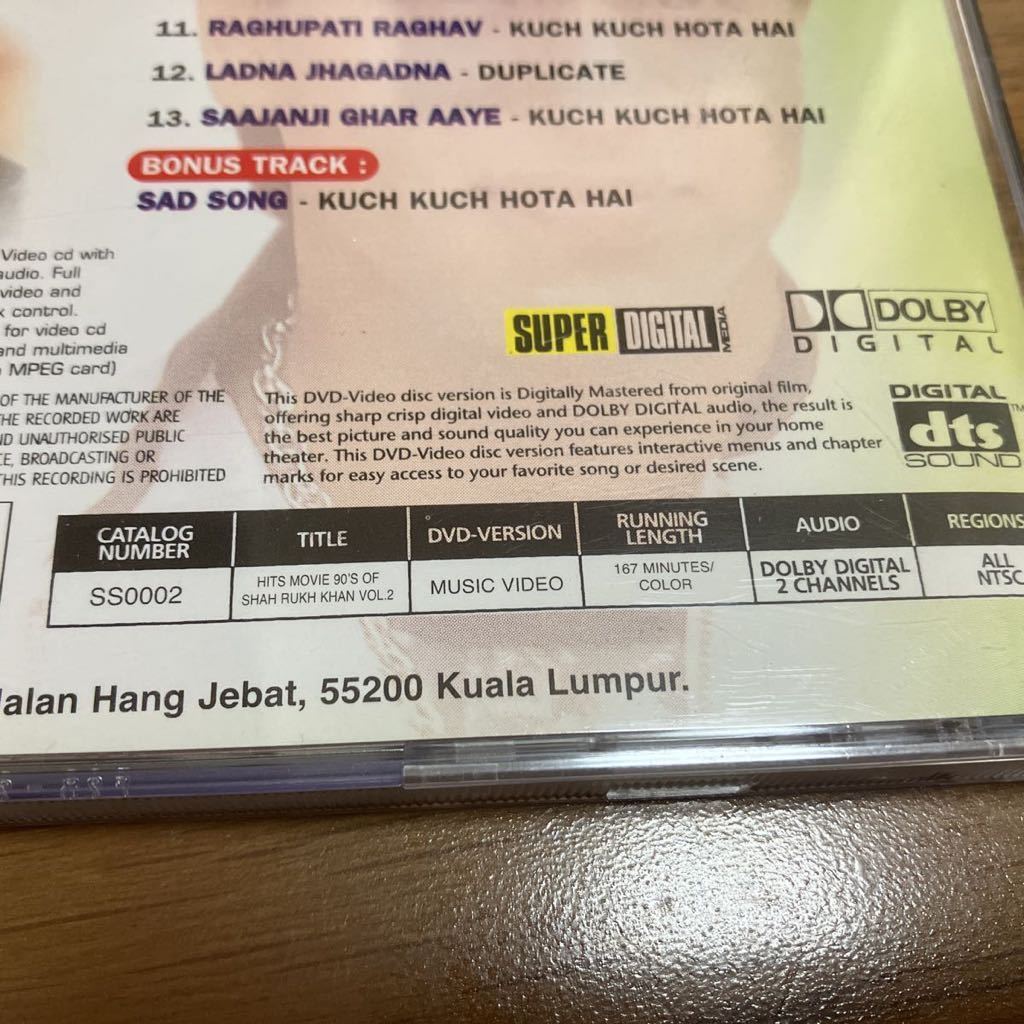 11. RAGHUPATI RAGHAV - KUCH KUCH HOTA HAI
12. LADNA JHAGADNA - DUPLICATE
13. SAAJANJI GHAR AAYE - KUCH KUCH HOTA HAI
BONUS TRACK :
SAD SONG - KUCH KUCH HOTA HAI
Video cd with
audio. Full
video and
control.
for video cd
and multimedia
MPEG card)
OF THE MANUFACTURER OF THE
THE RECORDED WORK ARE
UNAUTHORISED PUBLIC
BROADCASTING OR
THIS RECORDING IS PROHIBITED
SUPER DIGITAL MEDIA
DOLBY
DIGITAL
This DVD-Video disc version is Digitally Mastered from original film,
offering sharp crisp digital video and DOLBY DIGITAL audio, the result is
the best picture and sound quality you can experience in your home
theater. This DVD-Video disc version features interactive menus and chapter
marks for easy access to your favorite song or desired scene.
DIGITAL
dts™
SOUND
CATALOG NUMBER
SS0002
TITLE
HITS MOVIE 90'S OF
SHAH RUKH KHAN VOL.2
DVD-VERSION
MUSIC VIDEO
RUNNING
LENGTH
167 MINUTES/
COLOR
AUDIO
DOLBY DIGITAL
2 CHANNELS
REGIONS
ALL
NTSC
Jalan Hang Jebat, 55200 Kuala Lumpur.